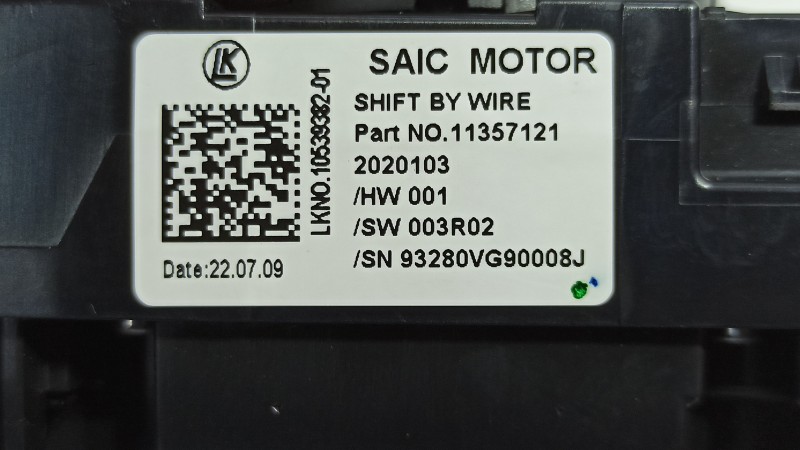 LK
SAIC MOTOR
SHIFT BY WIRE
Part NO.11357121
2020103
/HW 001
/SW 003R02
/SN 93280VG90008J
LKNO.10539382-01
Date:22.07.09